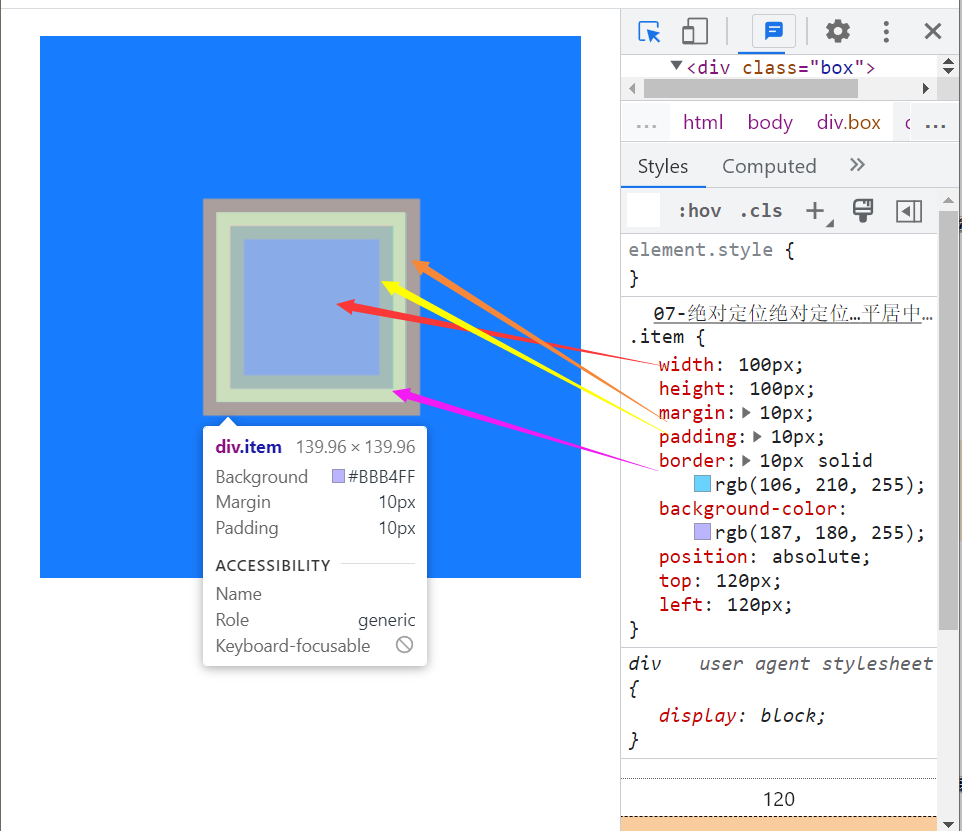 <div class="box">
... html body div.box ...
Styles Computed
:hov .cls
element.style {
}
07-绝对定位绝对定位…平居中…
.item {
width: 100px;
height: 100px;
margin: 10px;
padding: 10px;
border: 10px solid
rgb(106, 210, 255);
background-color:
rgb(187, 180, 255);
position: absolute;
top: 120px;
left: 120px;
}
div user agent stylesheet
{
display: block;
}
120
div.item 139.96 × 139.96
Background #BBB4FF
Margin 10px
Padding 10px
ACCESSIBILITY
Name
Role generic
Keyboard-focusable